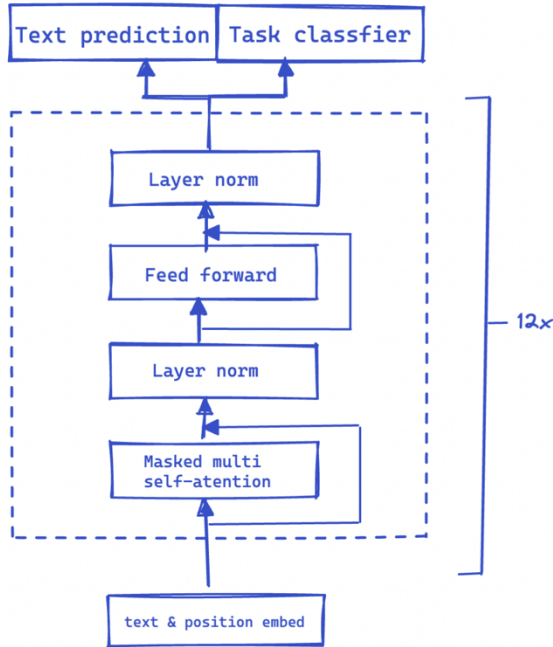 Text prediction
Task classfier
Layer norm
Feed forward
Layer norm
12x
Masked multi
self-atention
text & position embed